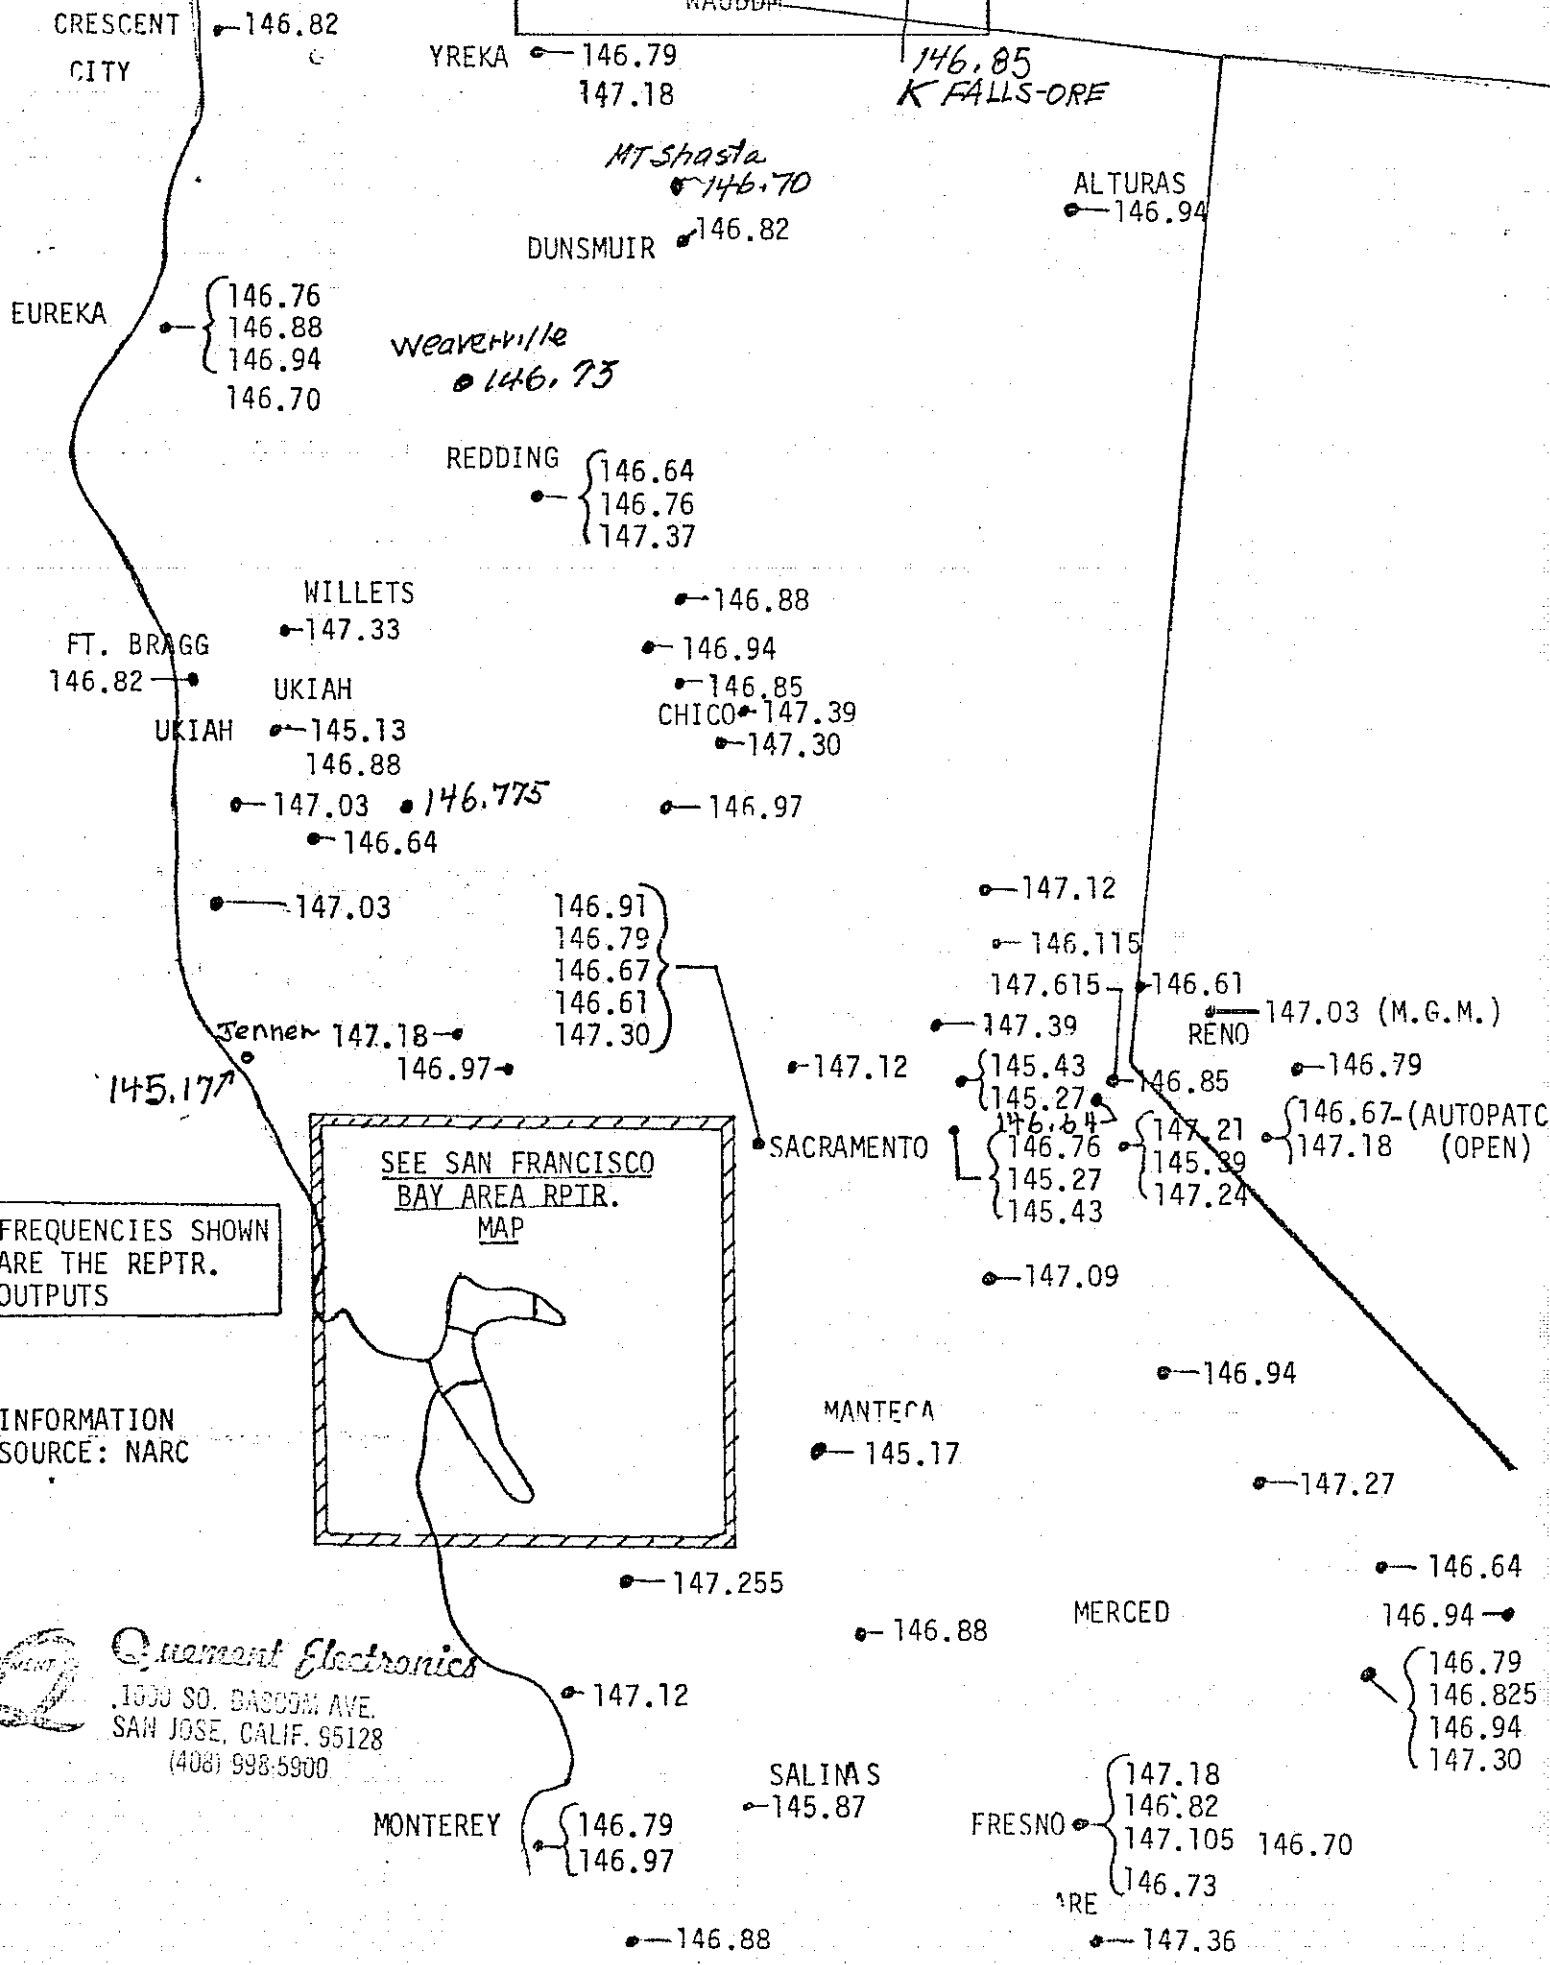 CRESCENT
CITY
146.82
YREKA
146.79
147.18
146.85
K FALLS-ORE
MT Shasta
146.70
ALTURAS
146.94
DUNSMUIR
146.82
EUREKA
146.76
146.88
146.94
146.70
Weaverville
146.73
REDDING
146.64
146.76
147.37
WILLETS
147.33
146.88
FT. BRAGG
146.82
146.94
UKIAH
146.85
UKIAH
145.13
146.88
CHICO
147.39
147.30
147.03
146.775
146.97
146.64
147.03
146.91
146.79
146.67
146.61
147.30
147.12
146.115
147.615
146.61
147.03 (M.G.M.)
RENO
Jenner
147.18
147.39
146.97
145.17
147.12
145.43
145.27
146.85
146.79
146.64
SACRAMENTO
146.76
145.27
145.43
147.21
145.39
147.24
146.67-(AUTOPATC
147.18 (OPEN)
SEE SAN FRANCISCO
BAY AREA RPTR.
MAP
FREQUENCIES SHOWN
ARE THE REPTR.
OUTPUTS
147.09
146.94
INFORMATION
SOURCE: NARC
MANTECA
145.17
147.27
147.255
146.64
146.88
MERCED
146.94
Quement Electronics
1000 SO. BASCOM AVE.
SAN JOSE, CALIF. 95128
(408) 998-5900
147.12
146.79
146.825
146.94
147.30
SALINAS
145.87
MONTEREY
146.79
146.97
FRESNO
147.18
146.82
147.105 146.70
146.73
ARE
147.36
146.88